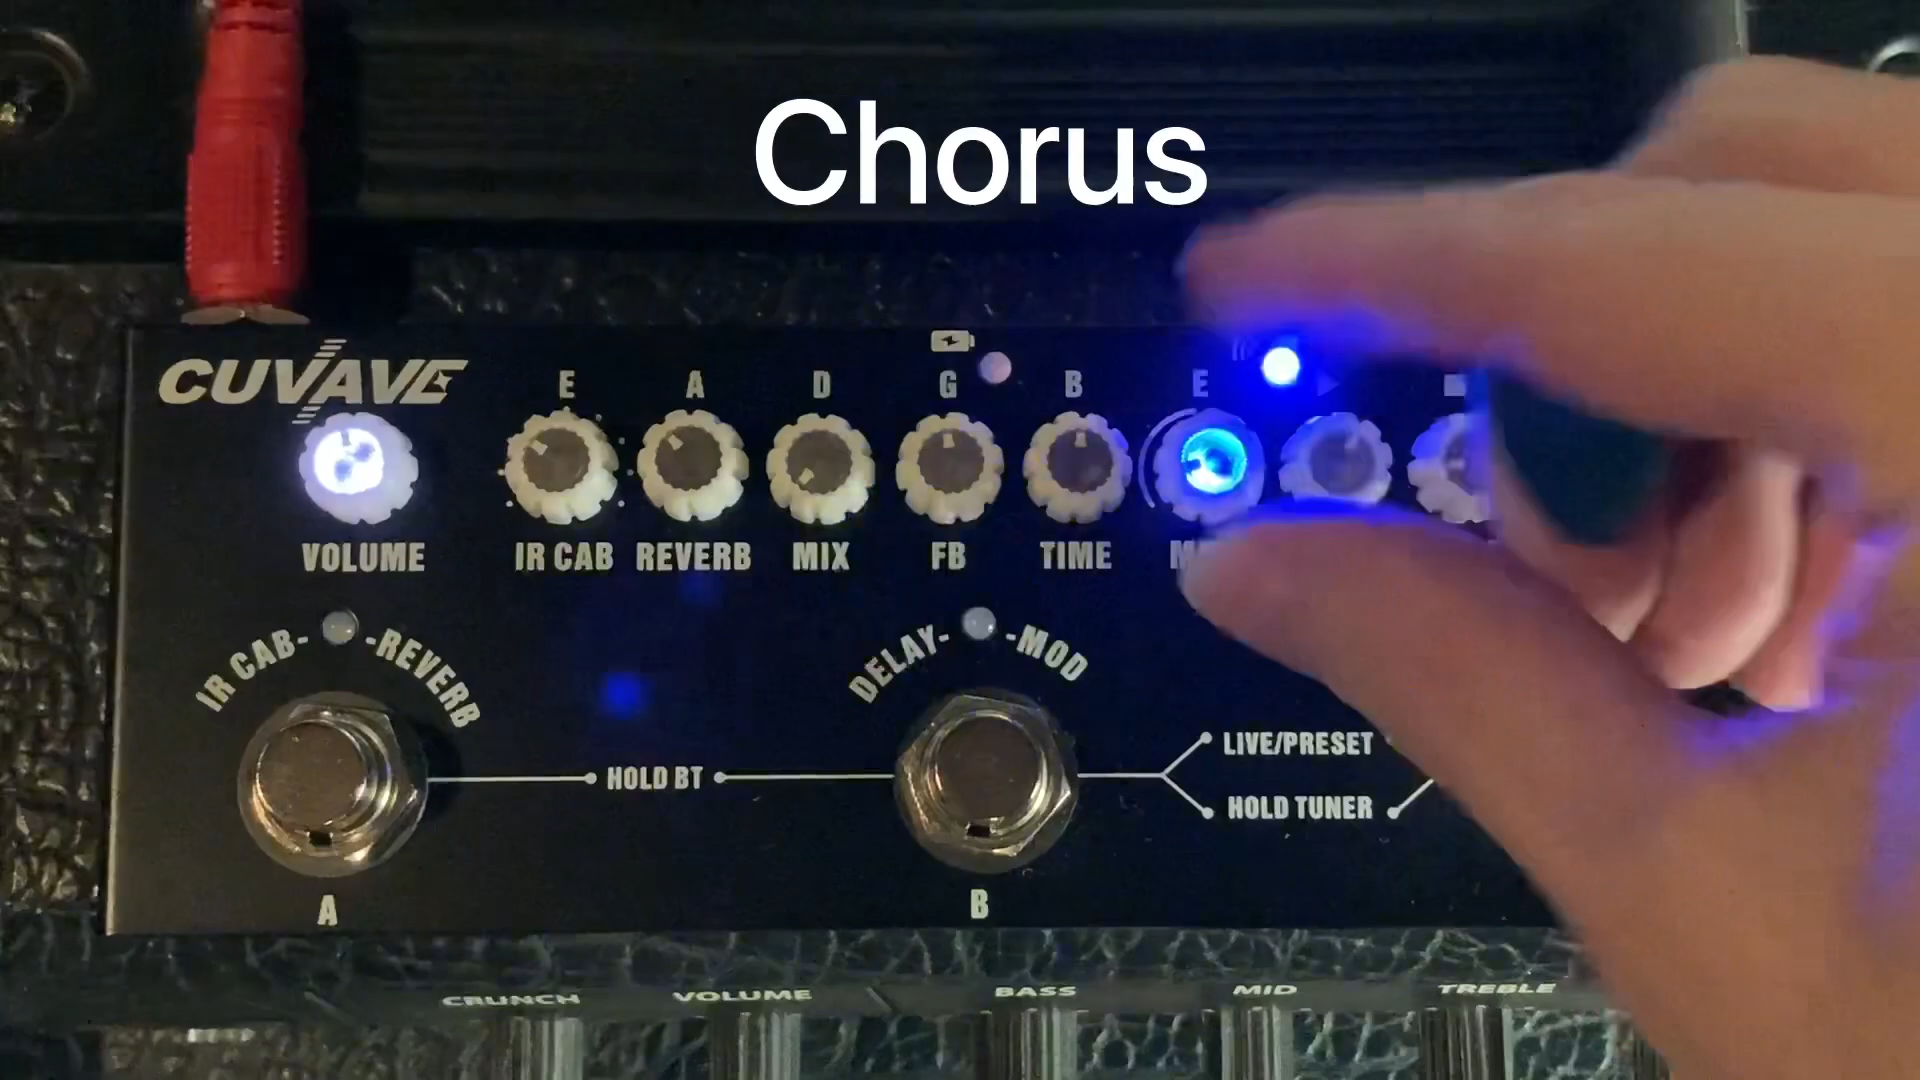 Chorus
CUVAVE
E A D G B E
VOLUME IR CAB REVERB MIX FB TIME
IR CAB- -REVERB
DELAY- -MOD
LIVE/PRESET
HOLD BT
HOLD TUNER
A B
CRUNCH VOLUME BASS MID TREBLE